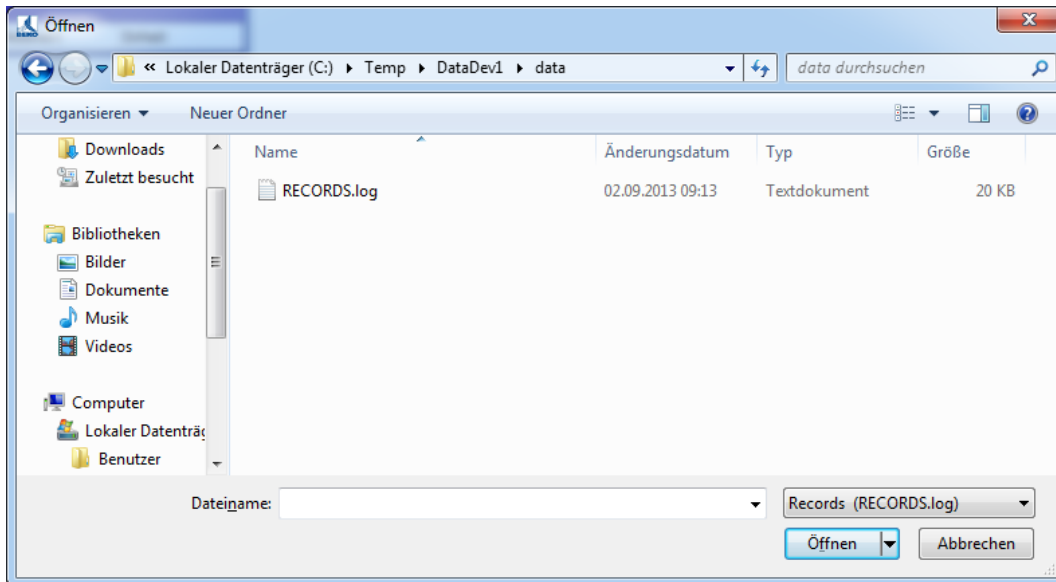 Öffnen
« Lokaler Datenträger (C:) ▸ Temp ▸ DataDev1 ▸ data
data durchsuchen
Organisieren
Neuer Ordner
Downloads
Zuletzt besucht
Bibliotheken
Bilder
Dokumente
Musik
Videos
Computer
Lokaler Datenträg
Benutzer
Name Änderungsdatum Typ Größe
RECORDS.log 02.09.2013 09:13 Textdokument 20 KB
Dateiname:
Records (RECORDS.log)
Öffnen
Abbrechen